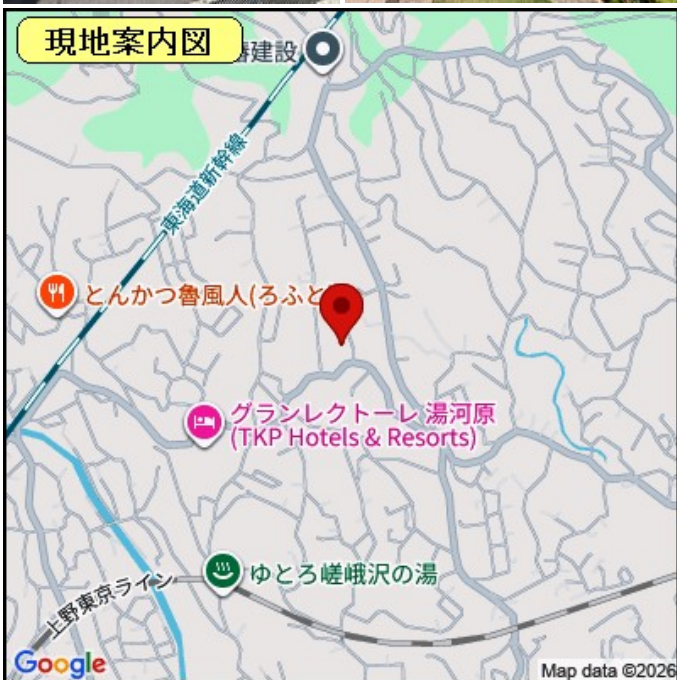 現地案内図
建設
東海道新幹線
とんかつ魯風人(ろふと
グランレクトーレ 湯河原
(TKP Hotels & Resorts)
ゆとろ嵯峨沢の湯
上野東京ライン
Google
Map data ©2026